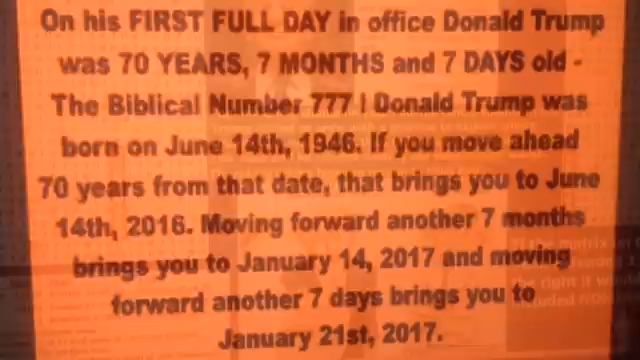 On his FIRST FULL DAY in office Donald Trump
was 70 YEARS, 7 MONTHS and 7 DAYS old -
The Biblical Number 777 I Donald Trump was
born on June 14th, 1946. If you move ahead
70 years from that date, that brings you to June
14th, 2016. Moving forward another 7 months
brings you to January 14, 2017 and moving
forward another 7 days brings you to
January 21st, 2017.